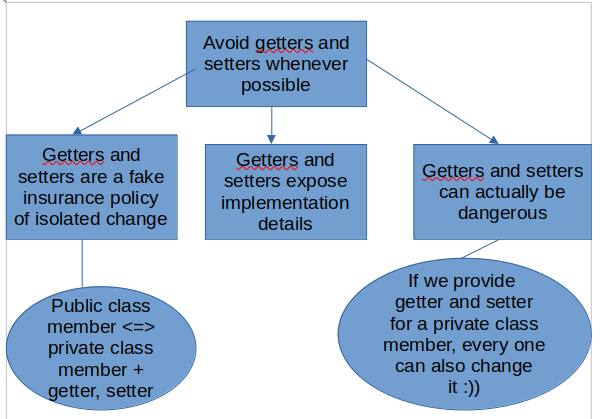 Avoid getters and
setters whenever
possible
Getters and
setters are a fake
insurance policy
of isolated change
Getters and
setters expose
implementation
details
Getters and setters
can actually be
dangerous
Public class
member <=>
private class
member +
getter, setter
If we provide
getter and setter
for a private class
member, every one
can also change
it :))